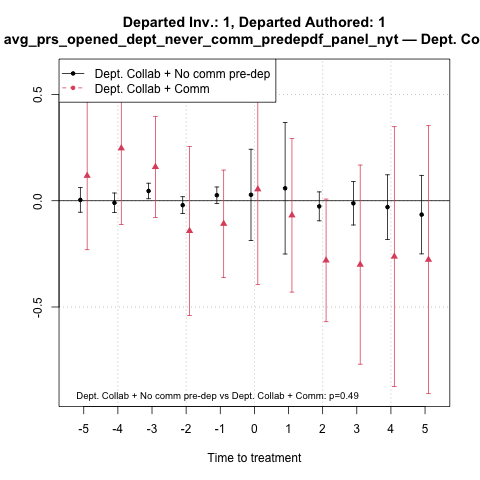 Departed Inv.: 1, Departed Authored: 1
avg_prs_opened_dept_never_comm_predepdf_panel_nyt — Dept. Co
Dept. Collab + No comm pre-dep
Dept. Collab + Comm
0.5
0.0
-0.5
Dept. Collab + No comm pre-dep vs Dept. Collab + Comm: p=0.49
-5 -4 -3 -2 -1 0 1 2 3 4 5
Time to treatment